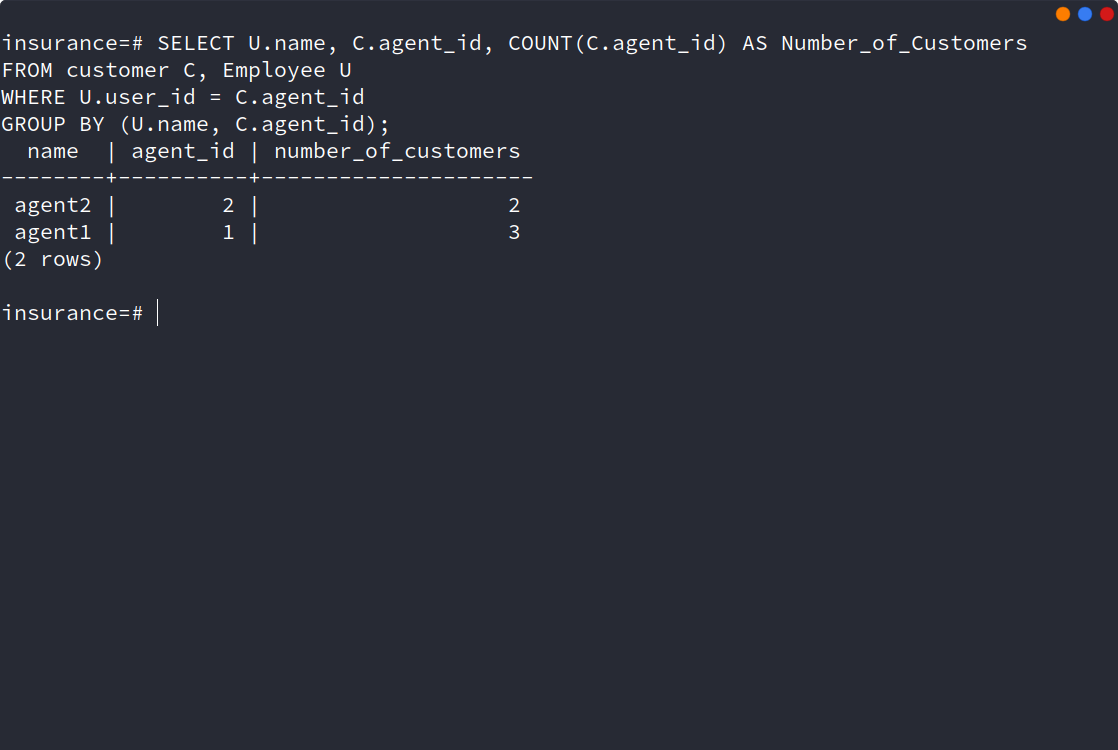 insurance=# SELECT U.name, C.agent_id, COUNT(C.agent_id) AS Number_of_Customers
FROM customer C, Employee U
WHERE U.user_id = C.agent_id
GROUP BY (U.name, C.agent_id);
  name  | agent_id | number_of_customers
--------+----------+---------------------
 agent2 |        2 |                   2
 agent1 |        1 |                   3
(2 rows)

insurance=#